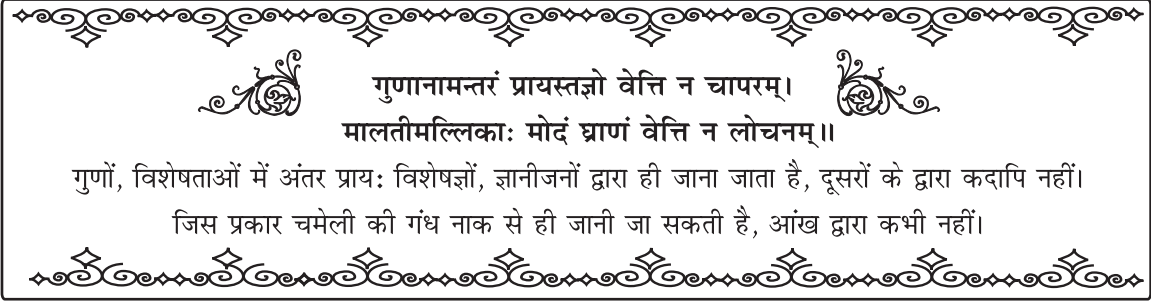 गुणानामन्तरं प्रायस्तज्ञो वेत्ति न चापरम्।
मालतीमल्लिकाः मोदं घ्राणं वेत्ति न लोचनम्॥
गुणों, विशेषताओं में अंतर प्राय: विशेषज्ञों, ज्ञानीजनों द्वारा ही जाना जाता है, दूसरों के द्वारा कदापि नहीं।
जिस प्रकार चमेली की गंध नाक से ही जानी जा सकती है, आंख द्वारा कभी नहीं।